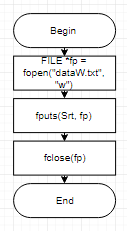 Begin
FILE *fp =
fopen("dataW.txt",
"w")
fputs(Srt, fp)
fclose(fp)
End